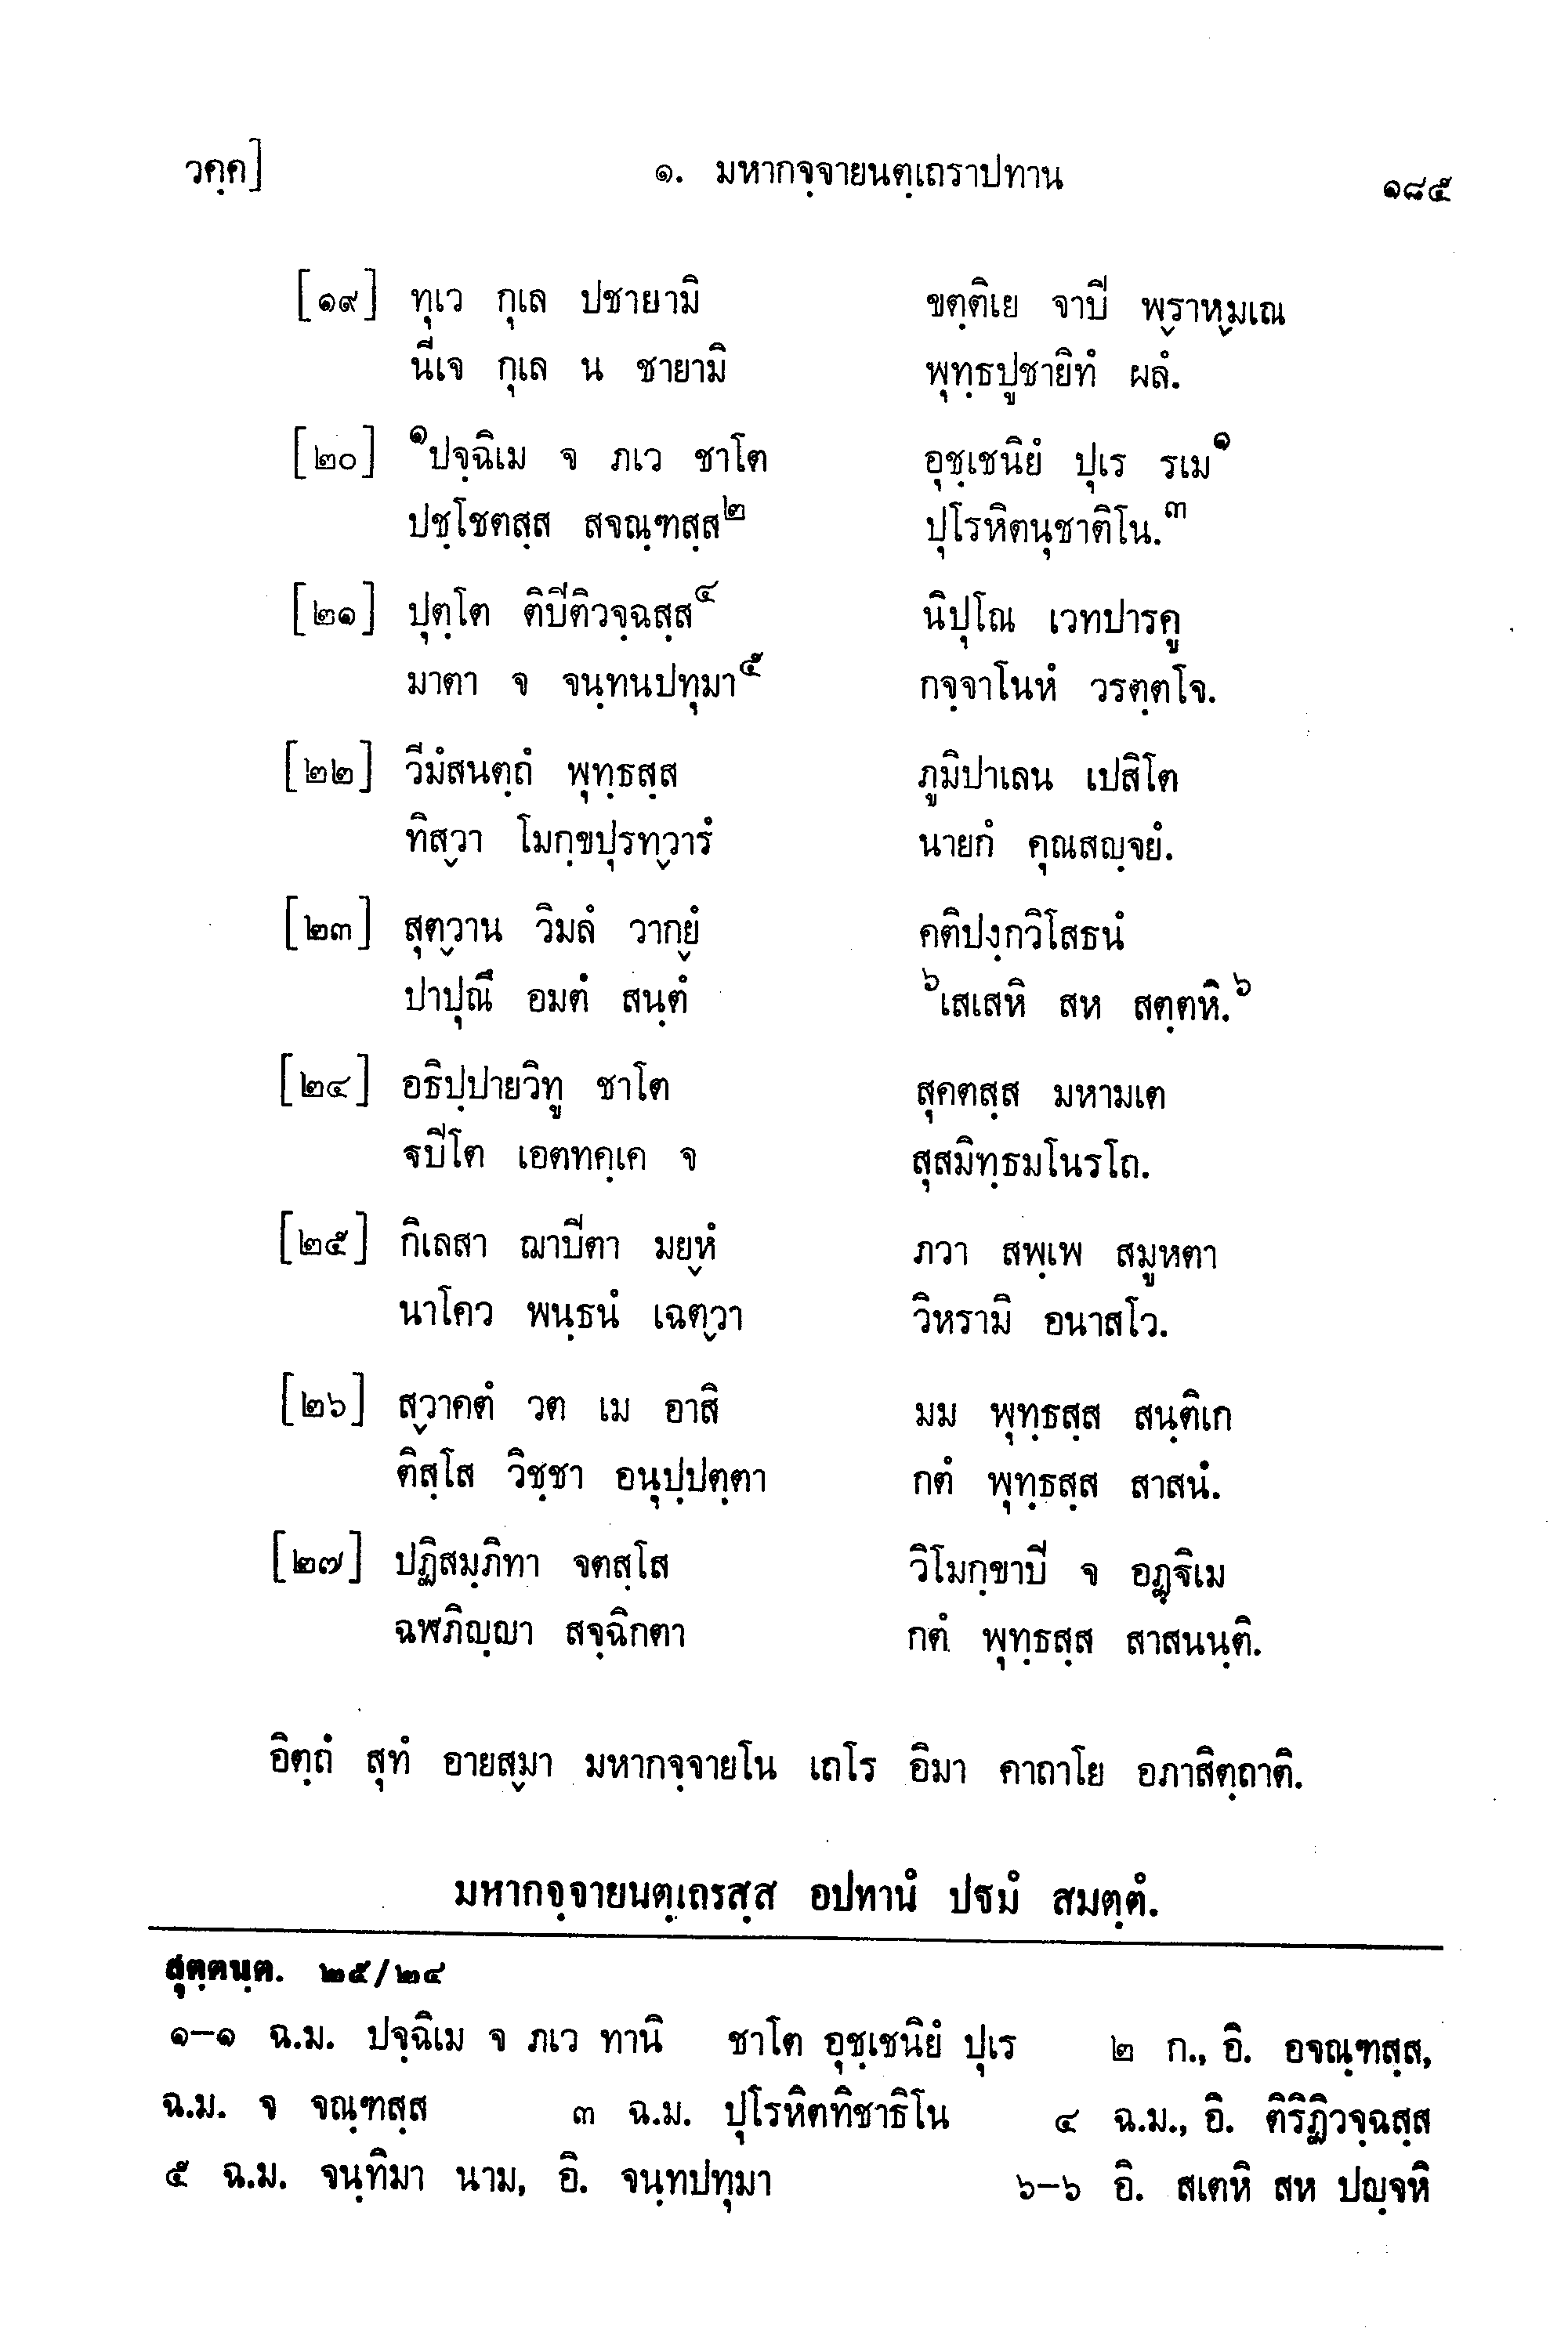 วคฺค] ๑. มหากจฺจายนตฺเถราปทาน ๑๘๕
[๑๙] ทุเว กุเล ปชายามิ ขตฺติเย จาปี พฺราหฺมเณ
นีเจ กุเล น ชายามิ พุทฺธปูชายิทํ ผลํ.
[๒๐] ๑ปจฺฉิเม จ ภเว ชาโต อุชฺเชนิยํ ปุเร รเม๑
ปชฺโชตสฺส สจณฺฑสฺส๒ ปุโรหิตนุชาติโน.๓
[๒๑] ปุตฺโต ติปีติวจฺฉสฺส๔ นิปุโณ เวทปารคู
มาตา จ จนฺทนปทุมา๕ กจฺจาโนหํ วรตฺตโจ.
[๒๒] วีมํสนตฺถํ พุทฺธสฺส ภูมิปาเลน เปสิโต
ทิสฺวา โมกฺขปุรทฺวารํ นายกํ คุณสญฺจยํ.
[๒๓] สุตฺวาน วิมลํ วากฺยํ คติปงฺกวิโสธนํ
ปาปุณึ อมตํ สนฺตํ ๖เสเสหิ สห สตฺตหิ.๖
[๒๔] อธิปฺปายวิทู ชาโต สุคตสฺส มหามเต
ฐปีโต เอตทคฺเค จ สุสมิทฺธมโนรโถ.
[๒๕] กิเลสา ฌาปีตา มยฺหํ ภวา สพฺเพ สมูหตา
นาโคว พนฺธนํ เฉตฺวา วิหรามิ อนาสโว.
[๒๖] สฺวาคตํ วต เม อาสิ มม พุทฺธสฺส สนฺติเก
ติสฺโส วิชฺชา อนุปฺปตฺตา กตํ พุทฺธสฺส สาสนํ.
[๒๗] ปฏิสมฺภิทา จตสฺโส วิโมกฺขาปี จ อฏฺฐิเม
ฉฬภิญฺญา สจฺฉิกตา กตํ พุทฺธสฺส สาสนนฺติ.
อิตฺถํ สุทํ อายสฺมา มหากจฺจายโน เถโร อิมา คาถาโย อภาสิตฺถาติ.
มหากจฺจายนตฺเถรสฺส อปทานํ ปฐมํ สมตฺตํ.
สุตฺตนฺต. ๒๕/๒๔
๑-๑ ฉ.ม. ปจฺฉิเม จ ภเว ทานิ ชาโต อุชฺเชนิยํ ปุเร ๒ ก., อิ. อจณฺฑสฺส,
ฉ.ม. จ จณฺฑสฺส ๓ ฉ.ม. ปุโรหิตทิชาธิโน ๔ ฉ.ม., อิ. ติริฏิวจฺฉสฺส
๕ ฉ.ม. จนฺทิมา นาม, อิ. จนฺทปทุมา ๖-๖ อิ. สเตหิ สห ปญฺจหิ